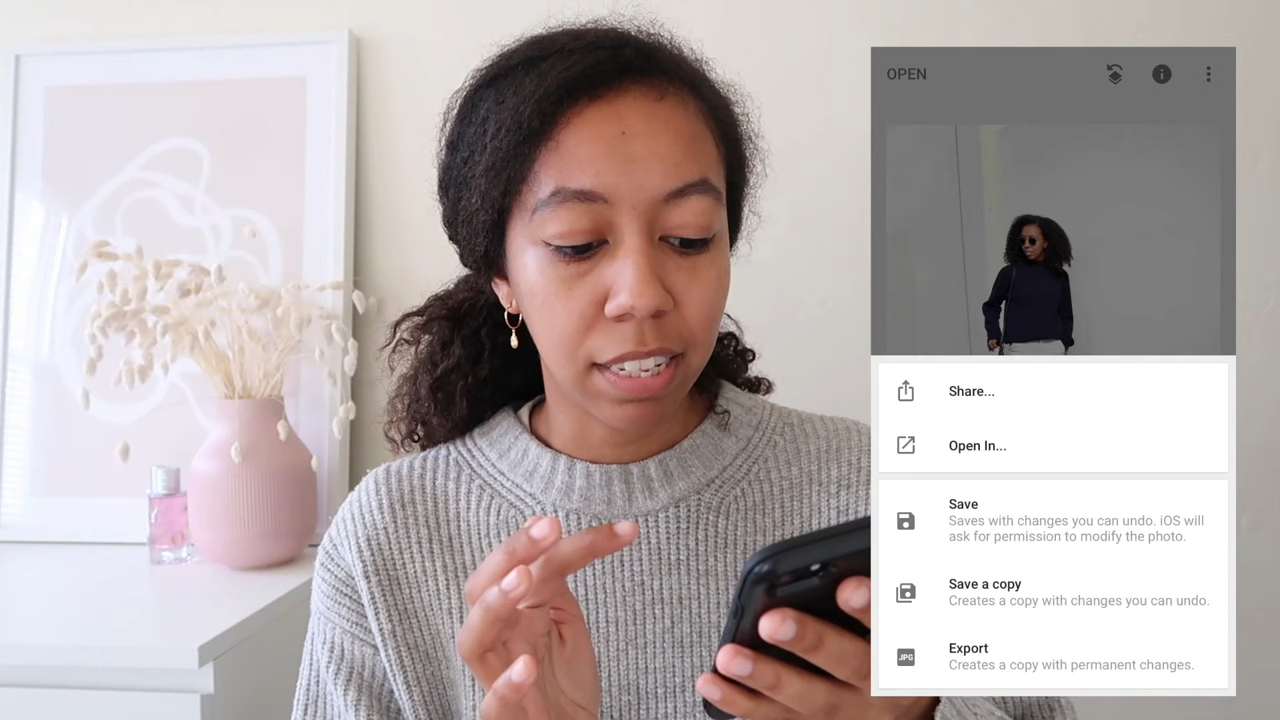 OPEN
Share...
Open In...
Save
Saves with changes you can undo. iOS will
ask for permission to modify the photo.
Save a copy
Creates a copy with changes you can undo.
JPG
Export
Creates a copy with permanent changes.